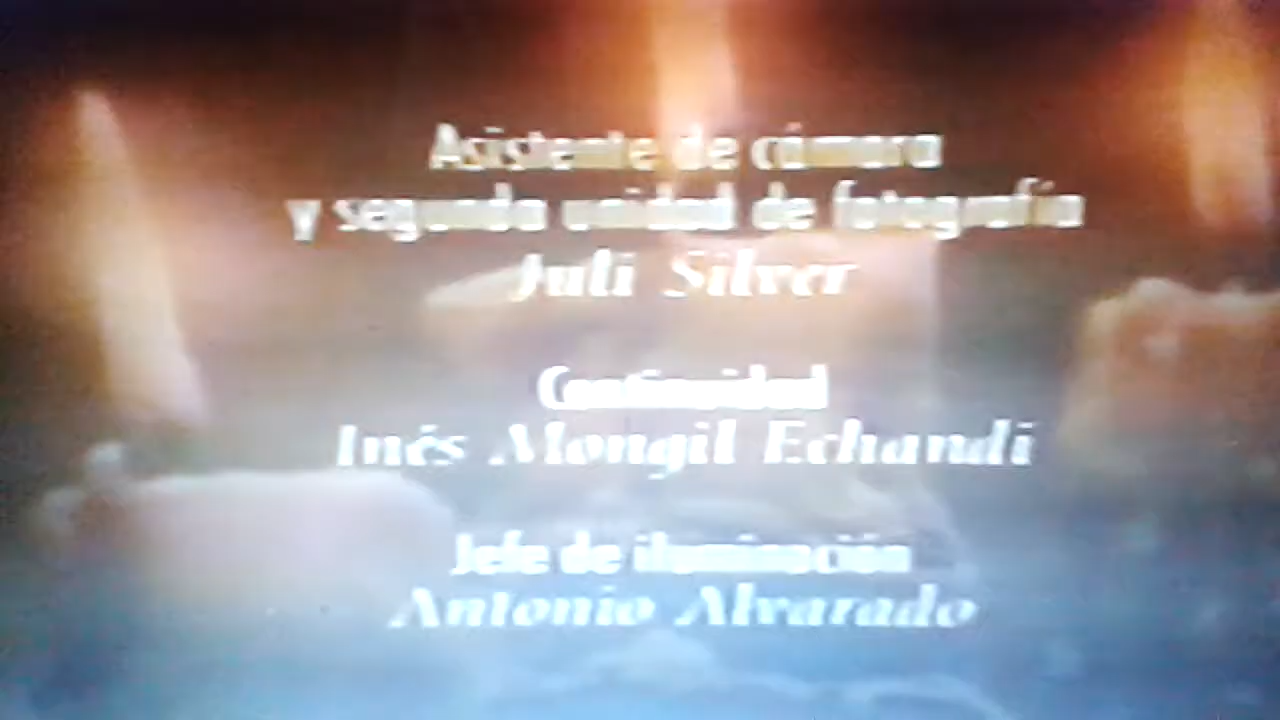 Asistente de cámara
y segunda unidad de fotografía
Juli Silver
Continuidad
Inés Mongil Echandi
Jefe de iluminación
Antonio Alvarado